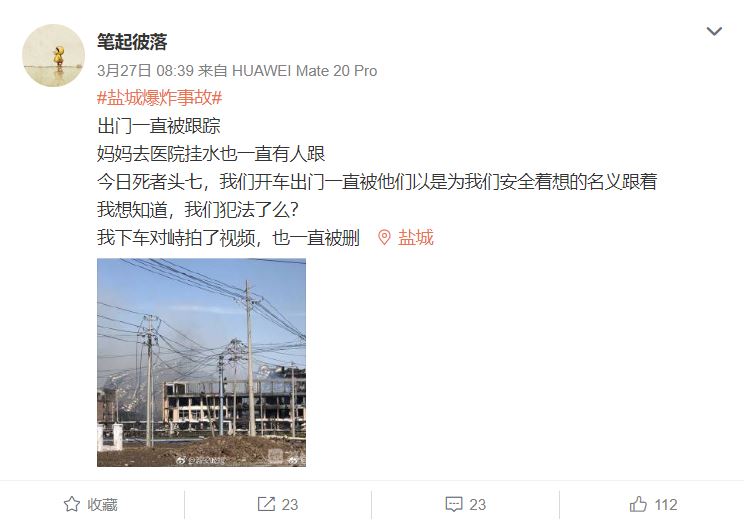 笔起彼落
3月27日 08:39 来自 HUAWEI Mate 20 Pro
#盐城爆炸事故#
出门一直被跟踪
妈妈去医院挂水也一直有人跟
今日死者头七，我们开车出门一直被他们以是为我们安全着想的名义跟着
我想知道，我们犯法了么？
我下车对峙拍了视频，也一直被删 盐城
收藏 23 23 112